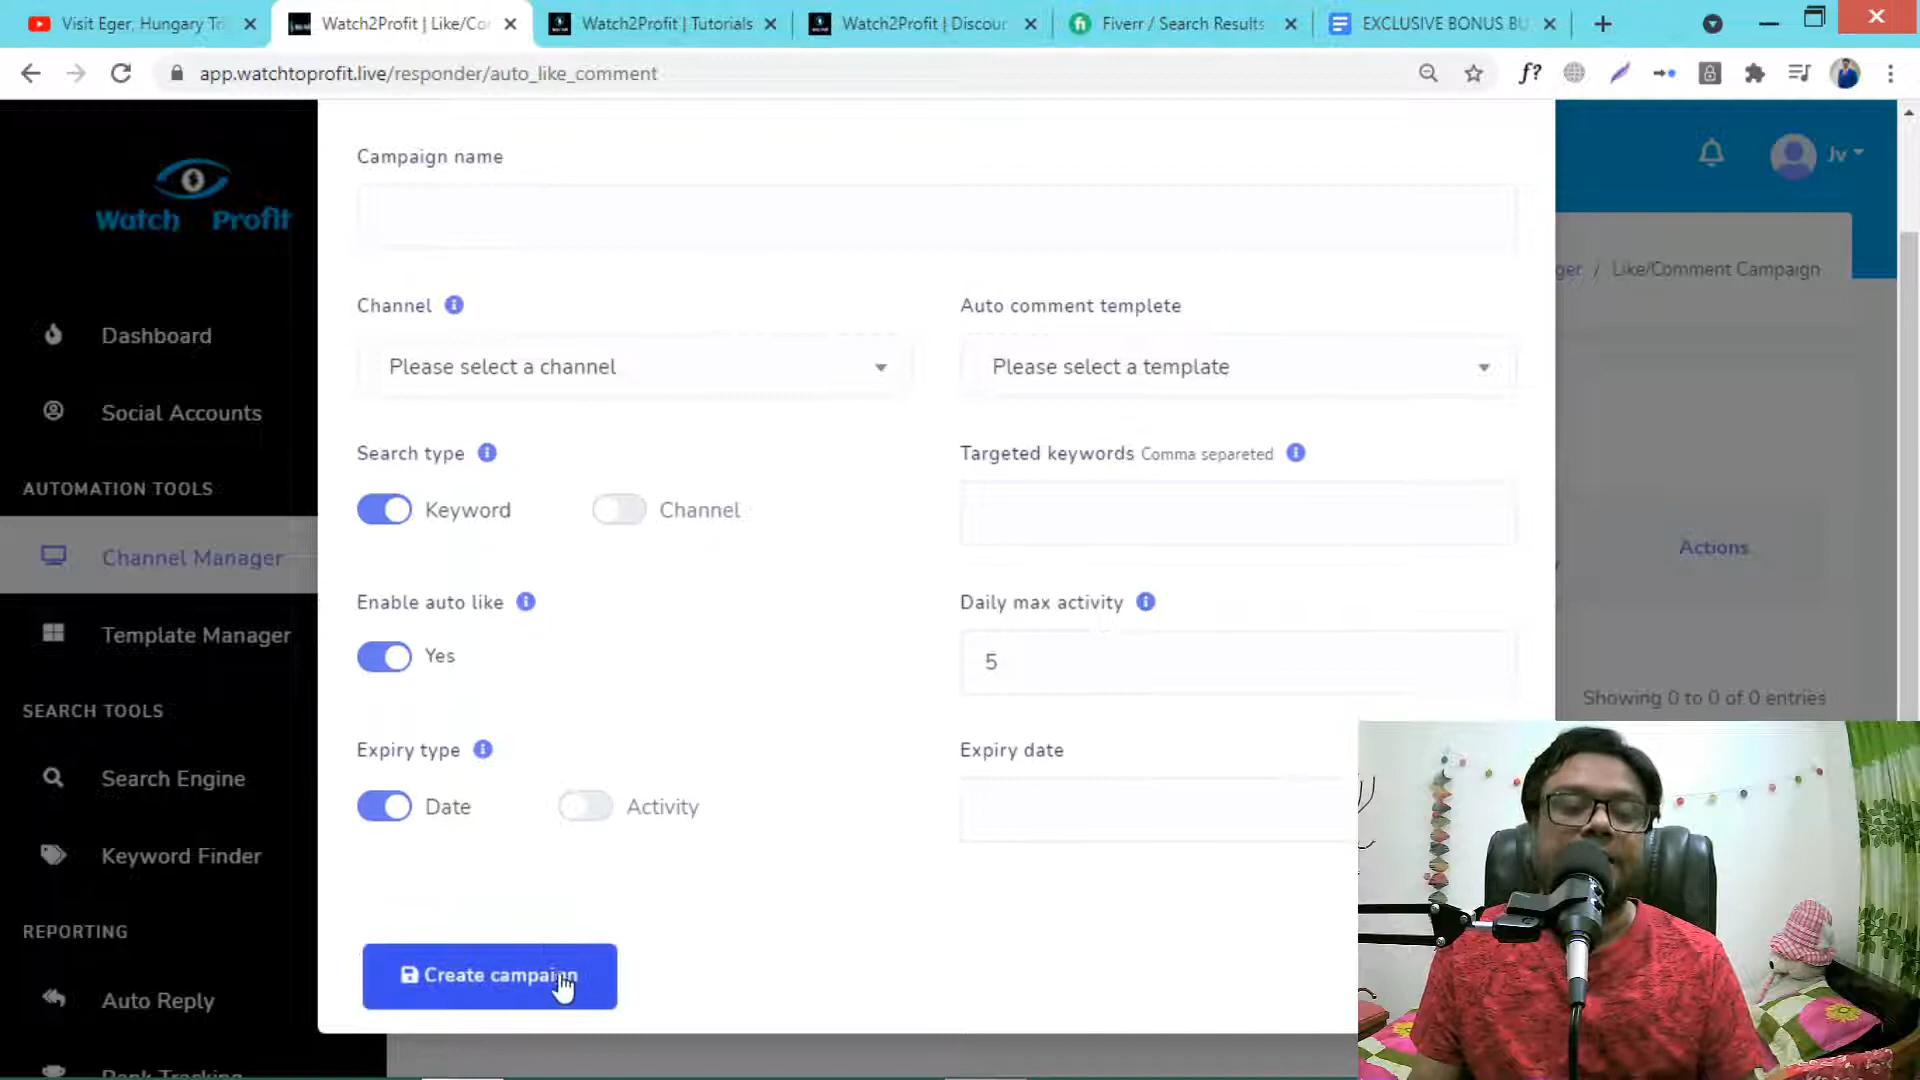 Visit Eger, Hungary Tr
Watch2Profit | Like/Co
Watch2Profit | Tutorials
Watch2Profit | Discour
Fiverr / Search Results
EXCLUSIVE BONUS BU
app.watchtoprofit.live/responder/auto_like_comment
f?
Watch Profit
Jv
Like/Comment Campaign
Campaign name
Channel
Auto comment templete
Please select a channel
Please select a template
Search type
Targeted keywords Comma separeted
Keyword
Channel
Enable auto like
Daily max activity
Yes
5
Expiry type
Expiry date
Date
Activity
Create campaign
Dashboard
Social Accounts
AUTOMATION TOOLS
Channel Manager
Template Manager
SEARCH TOOLS
Search Engine
Keyword Finder
REPORTING
Auto Reply
Rank Tracking
Actions
Showing 0 to 0 of 0 entries